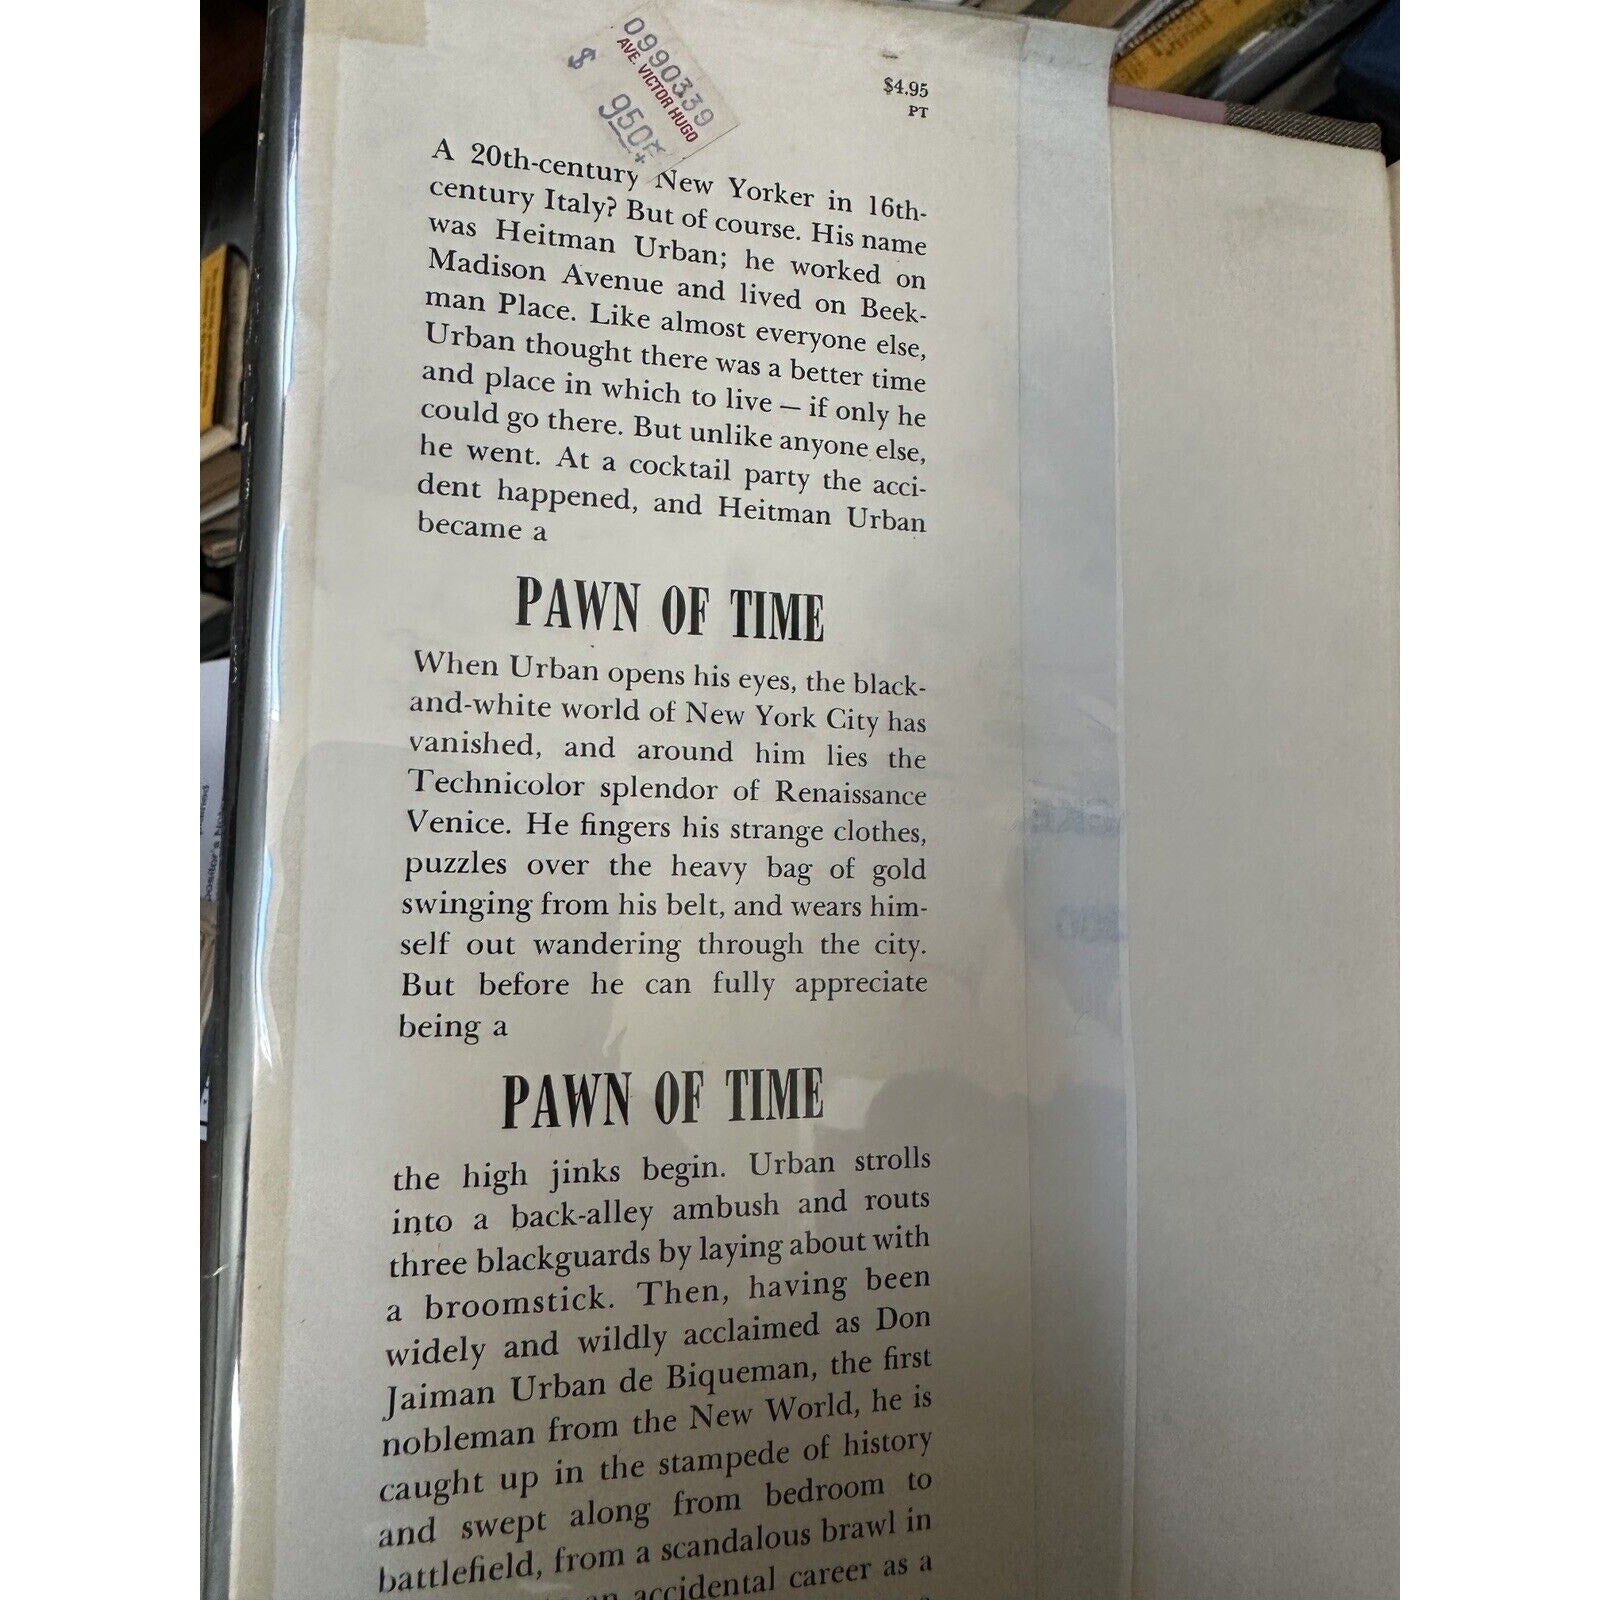 0990339
AVE. VICTOR HUGO
$ 950
$4.95
PT
A 20th-century New Yorker in 16th-
century Italy? But of course. His name
was Heitman Urban; he worked on
Madison Avenue and lived on Beek-
man Place. Like almost everyone else,
Urban thought there was a better time
and place in which to live — if only he
could go there. But unlike anyone else,
he went. At a cocktail party the acci-
dent happened, and Heitman Urban
became a
PAWN OF TIME
When Urban opens his eyes, the black-
and-white world of New York City has
vanished, and around him lies the
Technicolor splendor of Renaissance
Venice. He fingers his strange clothes,
puzzles over the heavy bag of gold
swinging from his belt, and wears him-
self out wandering through the city.
But before he can fully appreciate
being a
PAWN OF TIME
the high jinks begin. Urban strolls
into a back-alley ambush and routs
three blackguards by laying about with
a broomstick. Then, having been
widely and wildly acclaimed as Don
Jaiman Urban de Biqueman, the first
nobleman from the New World, he is
caught up in the stampede of history
and swept along from bedroom to
battlefield, from a scandalous brawl in
an accidental career as a